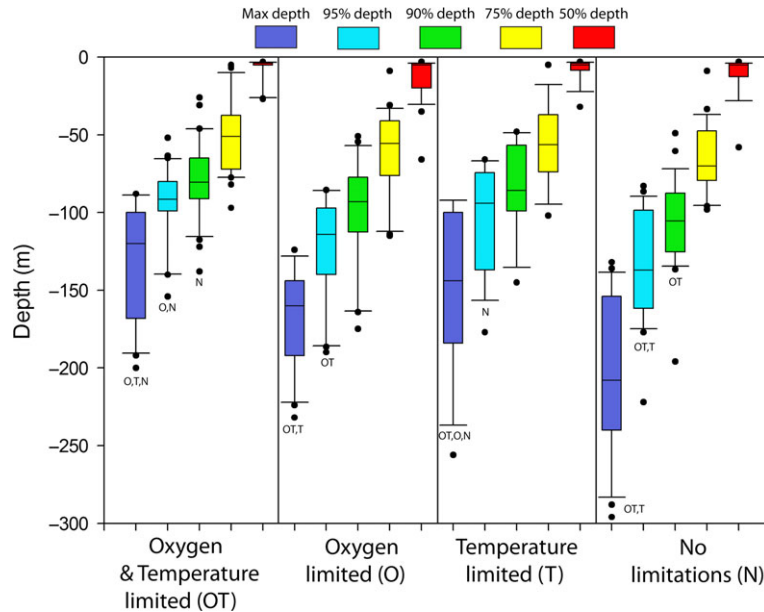 Max depth 95% depth 90% depth 75% depth 50% depth
Depth (m)
0
−50
−100
−150
−200
−250
−300
O,T,N
O,N
N
OT,T
OT
OT,O,N
N
OT,T
OT,T
OT
Oxygen
& Temperature
limited (OT)
Oxygen
limited (O)
Temperature
limited (T)
No
limitations (N)